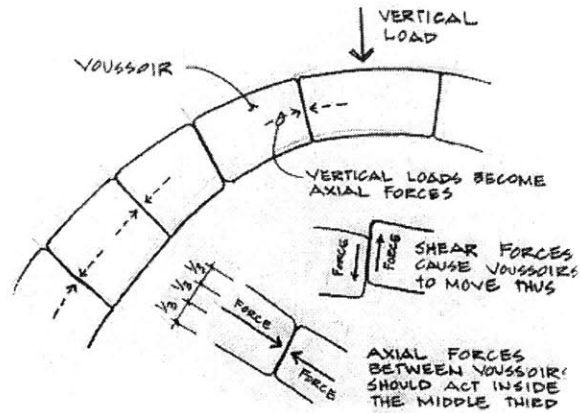 VERTICAL
LOAD
VOUSSOIR
VERTICAL LOADS BECOME
AXIAL FORCES
FORCE
FORCE
SHEAR FORCES
CAUSE VOUSSOIRS
TO MOVE THUS
1/3
1/3
1/3
FORCE
FORCE
AXIAL FORCES
BETWEEN VOUSSOIRS
SHOULD ACT INSIDE
THE MIDDLE THIRD